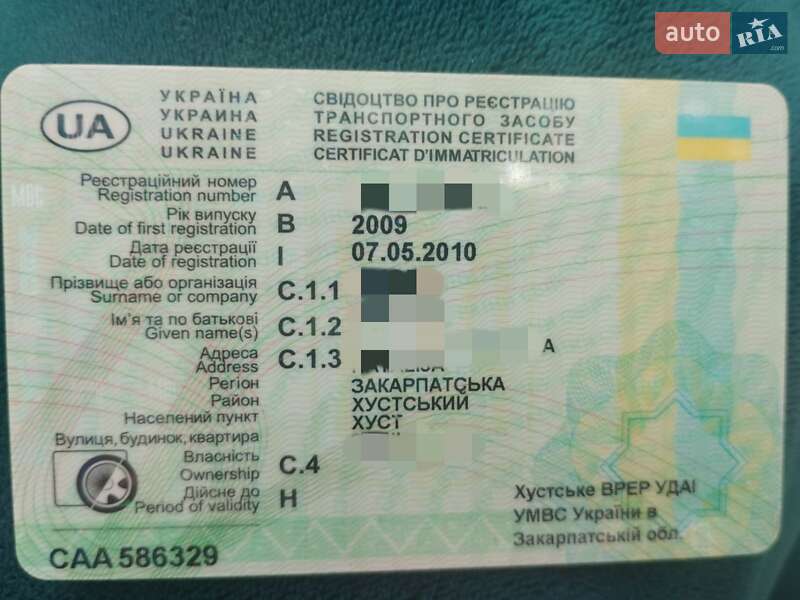 auto RIA .com
УКРАЇНА
УКРАИНА
UKRAINE
UKRAINE
СВІДОЦТВО ПРО РЕЄСТРАЦІЮ
ТРАНСПОРТНОГО ЗАСОБУ
REGISTRATION CERTIFICATE
CERTIFICAT D'IMMATRICULATION
UA
Реєстраційний номер
Registration number A
Рік випуску
Date of first registration B 2009
Дата реєстрації
Date of registration I 07.05.2010
Прізвище або організація
Surname or company C.1.1
Ім'я та по батькові
Given name(s) C.1.2
А
Адреса
Address C.1.3
Регіон ЗАКАРПАТСЬКА
Район ХУСТСЬКИЙ
Населений пункт ХУСТ
Вулиця, будинок, квартира
Власність
Ownership C.4
Дійсне до
Period of validity H
Хустське ВРЕР УДАІ
УМВС України в
Закарпатській обл.
САА 586329